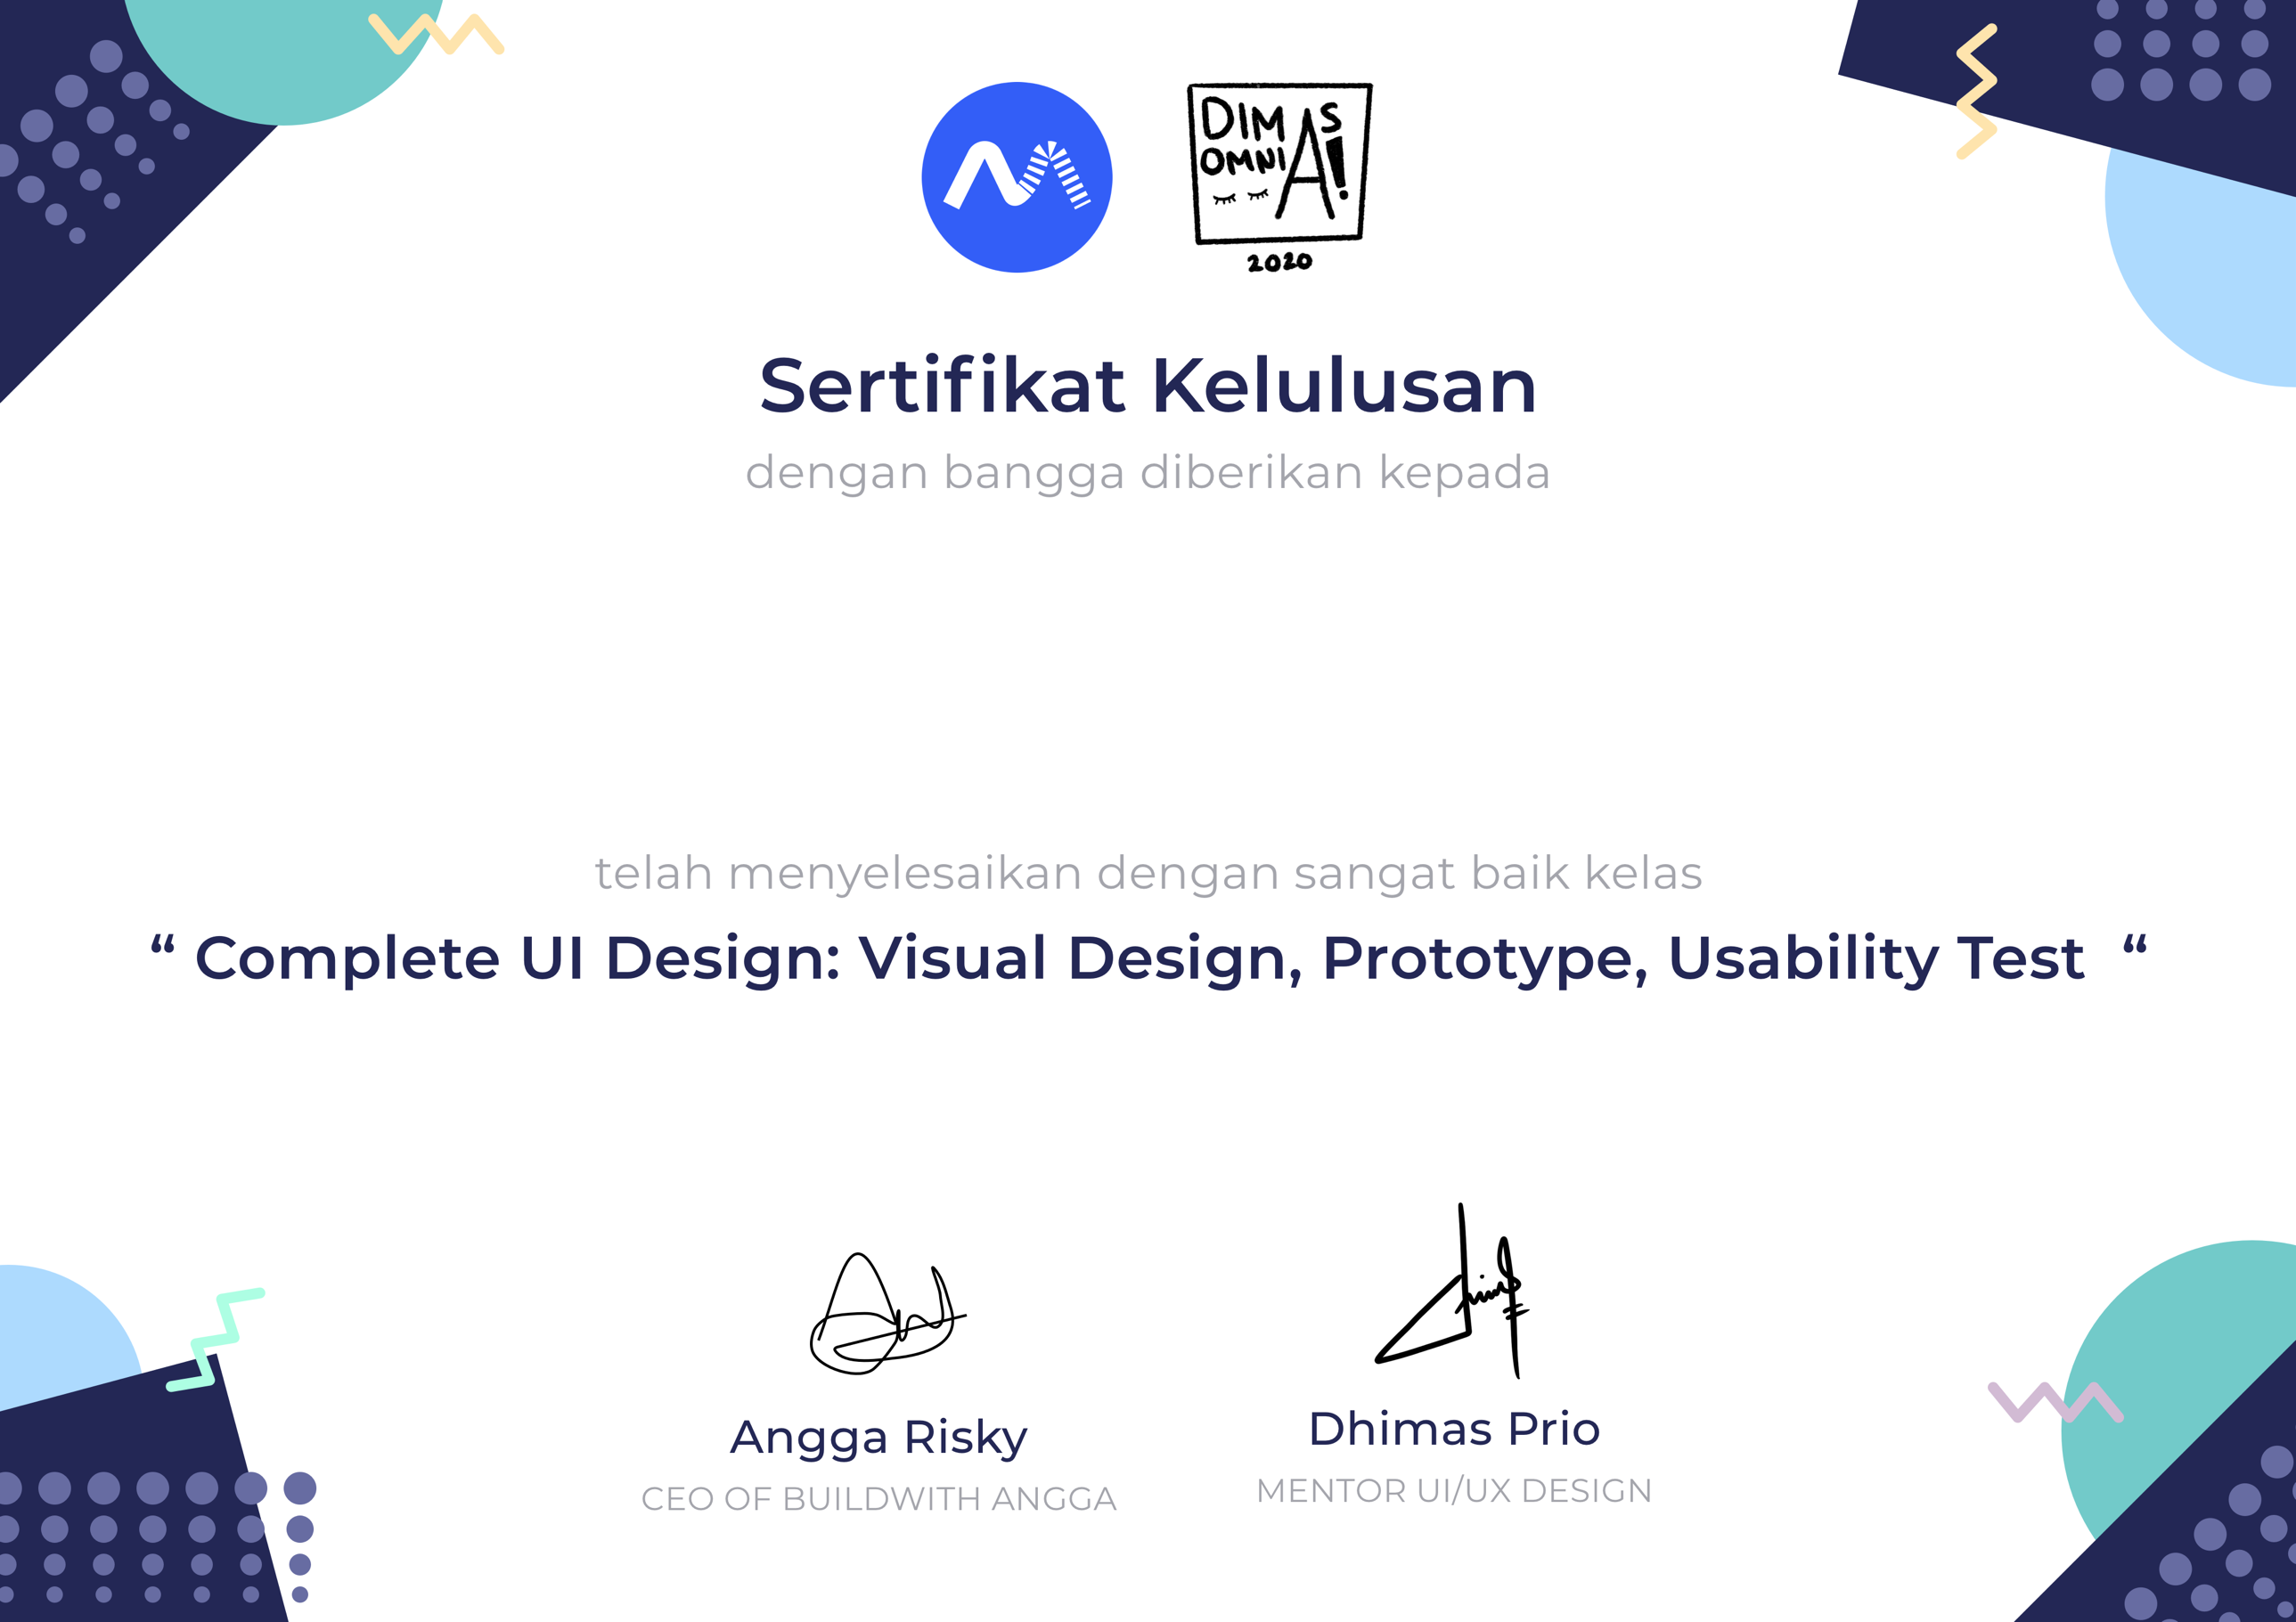 DIMAS
OMNIA!
2020
Sertifikat Kelulusan
dengan bangga diberikan kepada
telah menyelesaikan dengan sangat baik kelas
“ Complete UI Design: Visual Design, Prototype, Usability Test “
Angga Risky
CEO OF BUILDWITH ANGGA
Dhimas Prio
MENTOR UI/UX DESIGN